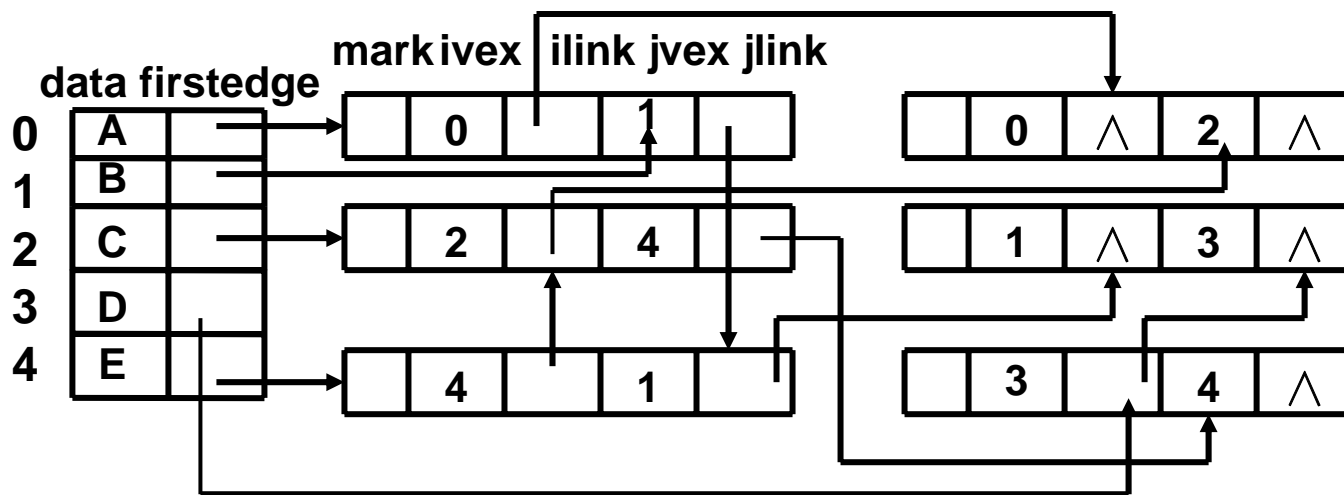 mark ivex ilink jvex jlink
data firstedge
0 A 0 1 0 ∧ 2 ∧
1 B
2 C 2 4 1 ∧ 3 ∧
3 D
4 E 4 1 3 4 ∧